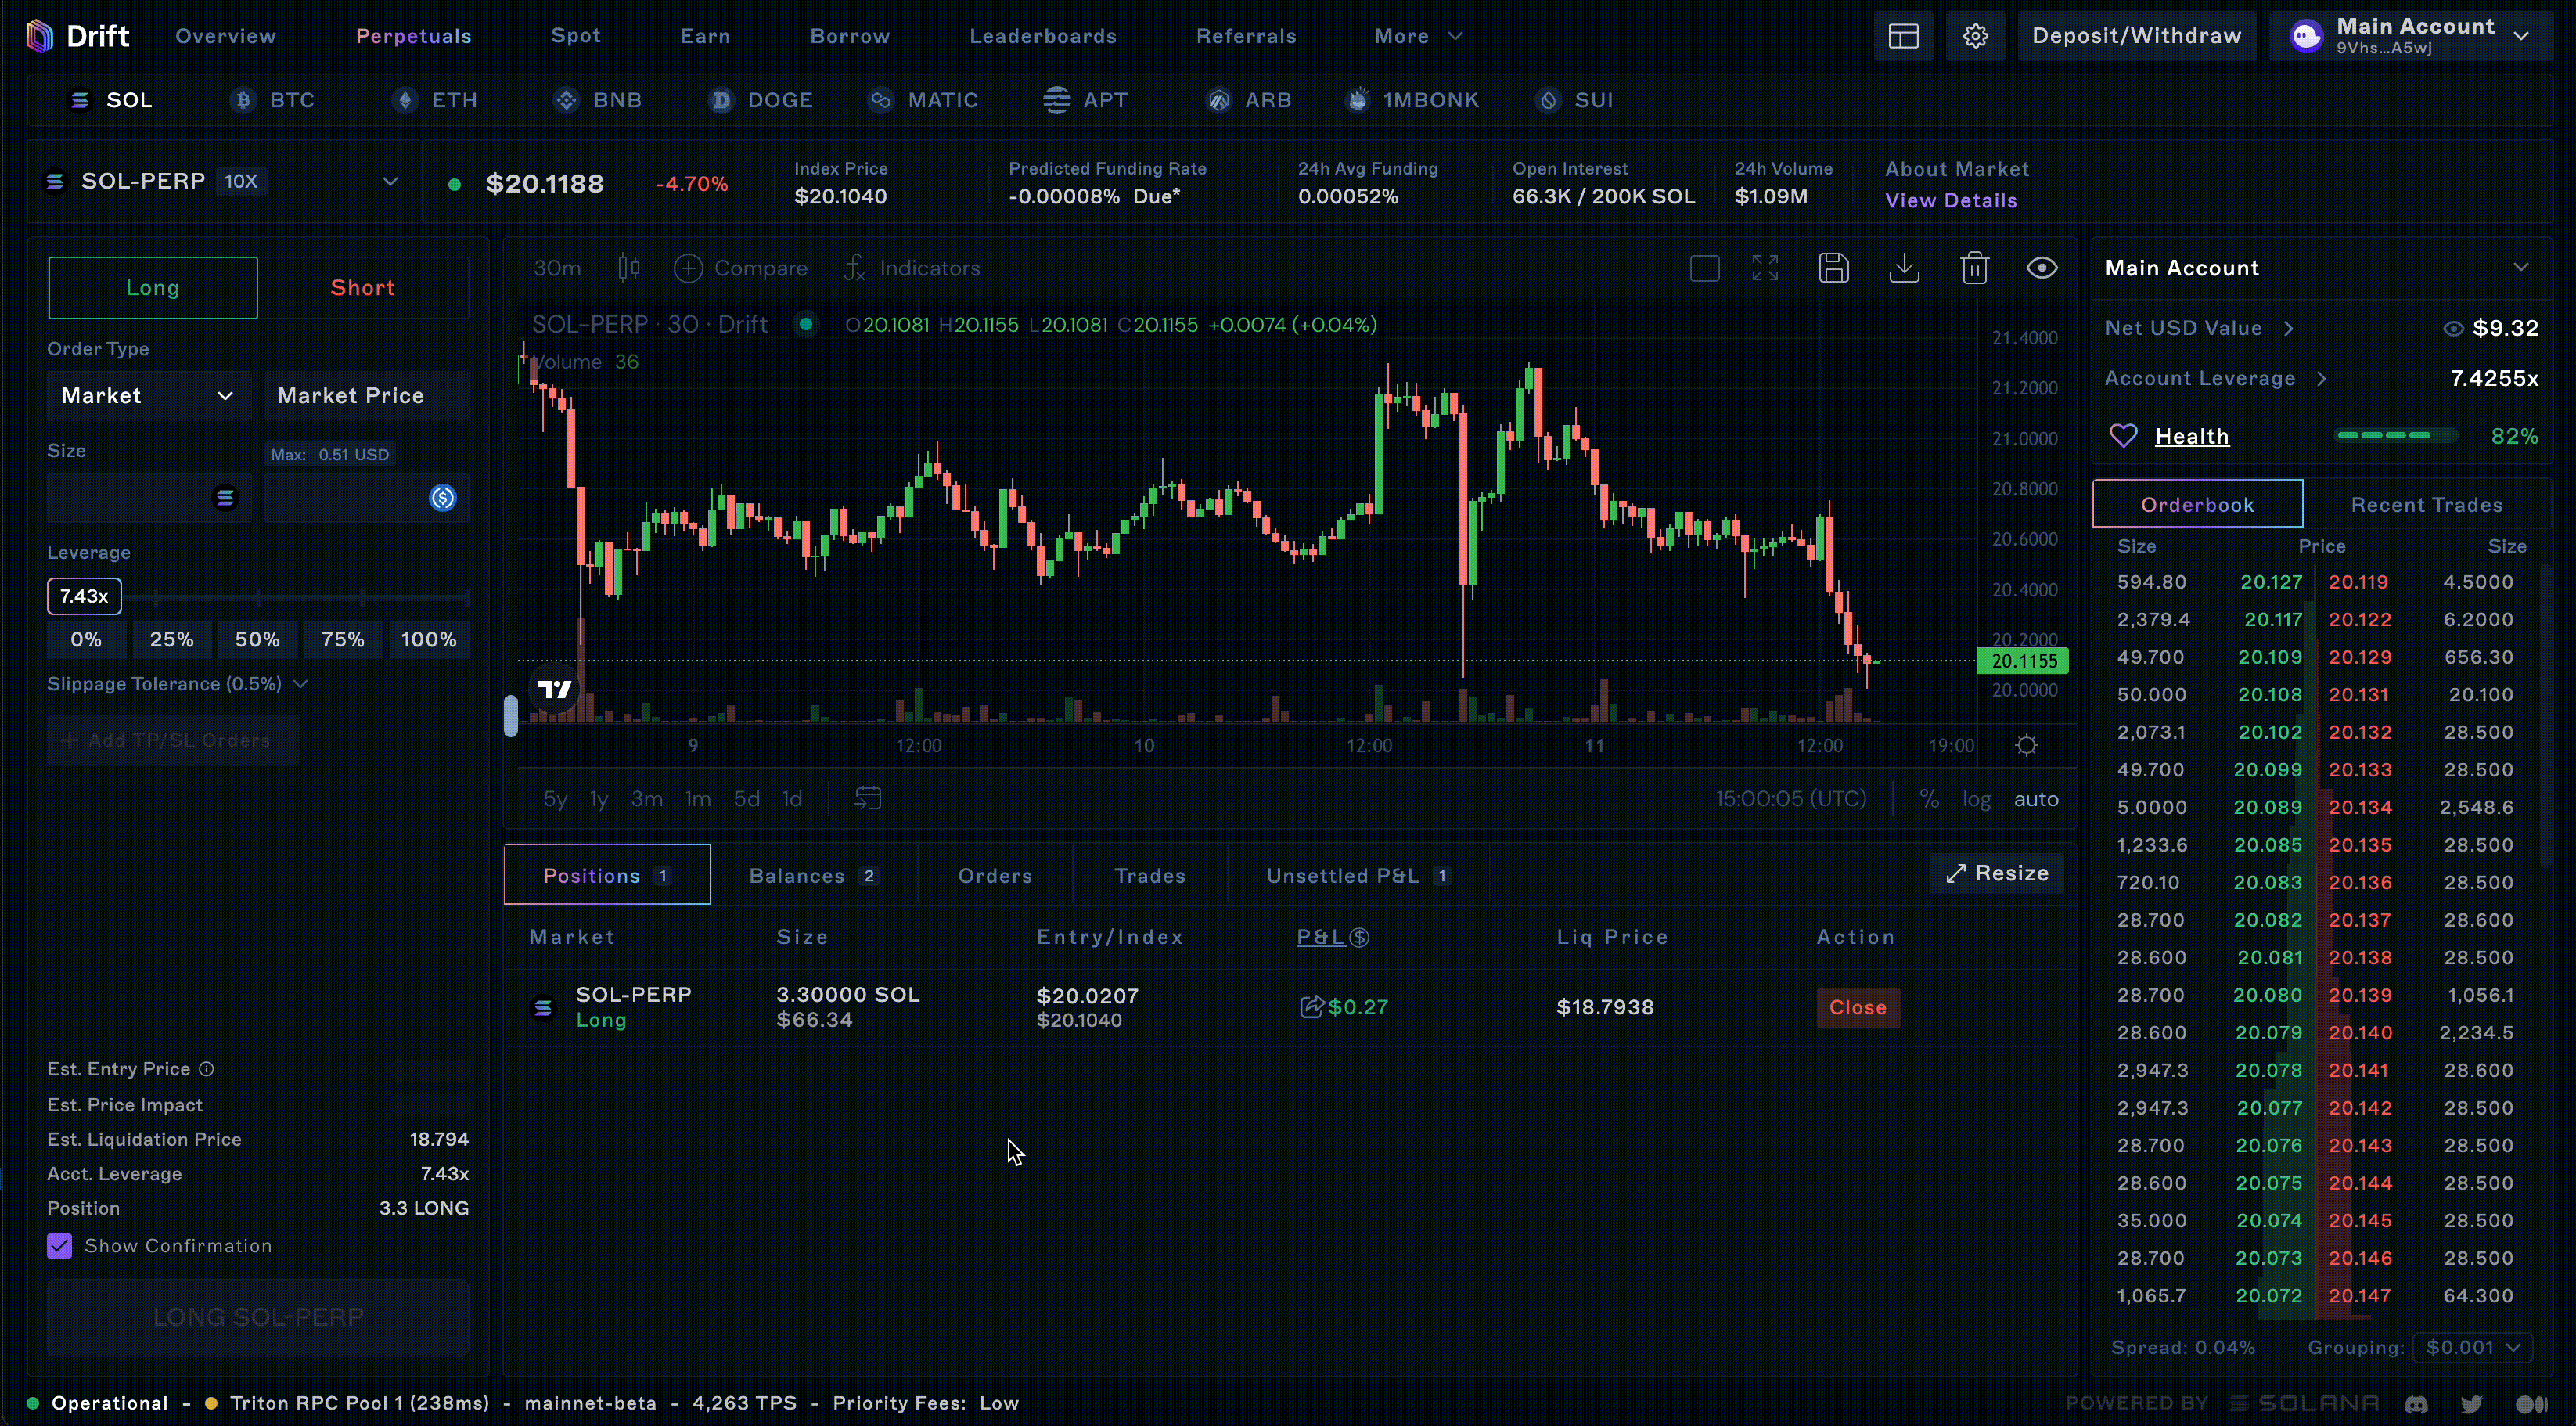 Drift Overview Perpetuals Spot Earn Borrow Leaderboards Referrals More Deposit/Withdraw Main Account
9Vhs...A5wj
SOL BTC ETH BNB DOGE MATIC APT ARB 1MBONK SUI
SOL-PERP 10X $20.1188 -4.70%
Index Price Predicted Funding Rate 24h Avg Funding Open Interest 24h Volume About Market
$20.1040 -0.00008% Due* 0.00052% 66.3K / 200K SOL $1.09M View Details
Long Short
Order Type
Market Market Price
Size Max: 0.51 USD
Leverage
7.43x
0% 25% 50% 75% 100%
Slippage Tolerance (0.5%)
+ Add TP/SL Orders
Est. Entry Price
Est. Price Impact
Est. Liquidation Price 18.794
Acct. Leverage 7.43x
Position 3.3 LONG
Show Confirmation
LONG SOL-PERP
30m Compare Indicators
SOL-PERP · 30 · Drift O20.1081 H20.1155 L20.1081 C20.1155 +0.0074 (+0.04%)
Volume 36
21.4000
21.2000
21.0000
20.8000
20.6000
20.4000
20.2000
20.1155
20.0000
9 12:00 10 12:00 11 12:00 19:00
5y 1y 3m 1m 5d 1d 15:00:05 (UTC) % log auto
Positions 1 Balances 2 Orders Trades Unsettled P&L 1 Resize
Market Size Entry/Index P&L Liq Price Action
SOL-PERP 3.30000 SOL $20.0207 $0.27 $18.7938 Close
Long $66.34 $20.1040
Main Account
Net USD Value $9.32
Account Leverage 7.4255x
Health 82%
Orderbook Recent Trades
Size Price Size
594.80 20.127 20.119 4.5000
2,379.4 20.117 20.122 6.2000
49.700 20.109 20.129 656.30
50.000 20.108 20.131 20.100
2,073.1 20.102 20.132 28.500
49.700 20.099 20.133 28.500
5.0000 20.089 20.134 2,548.6
1,233.6 20.085 20.135 28.500
720.10 20.083 20.136 28.500
28.700 20.082 20.137 28.600
28.600 20.081 20.138 28.500
28.700 20.080 20.139 1,056.1
28.600 20.079 20.140 2,234.5
2,947.3 20.078 20.141 28.600
2,947.3 20.077 20.142 28.500
28.700 20.076 20.143 28.500
28.600 20.075 20.144 28.500
35.000 20.074 20.145 28.500
28.700 20.073 20.146 28.500
1,065.7 20.072 20.147 64.300
Spread: 0.04% Grouping: $0.001
Operational - Triton RPC Pool 1 (238ms) - mainnet-beta - 4,263 TPS - Priority Fees: Low
POWERED BY SOLANA